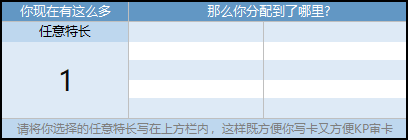 你现在有这么多 那么你分配到了哪里?
任意特长
1
请将你选择的任意特长写在上方栏内，这样既方便你写卡又方便KP审卡